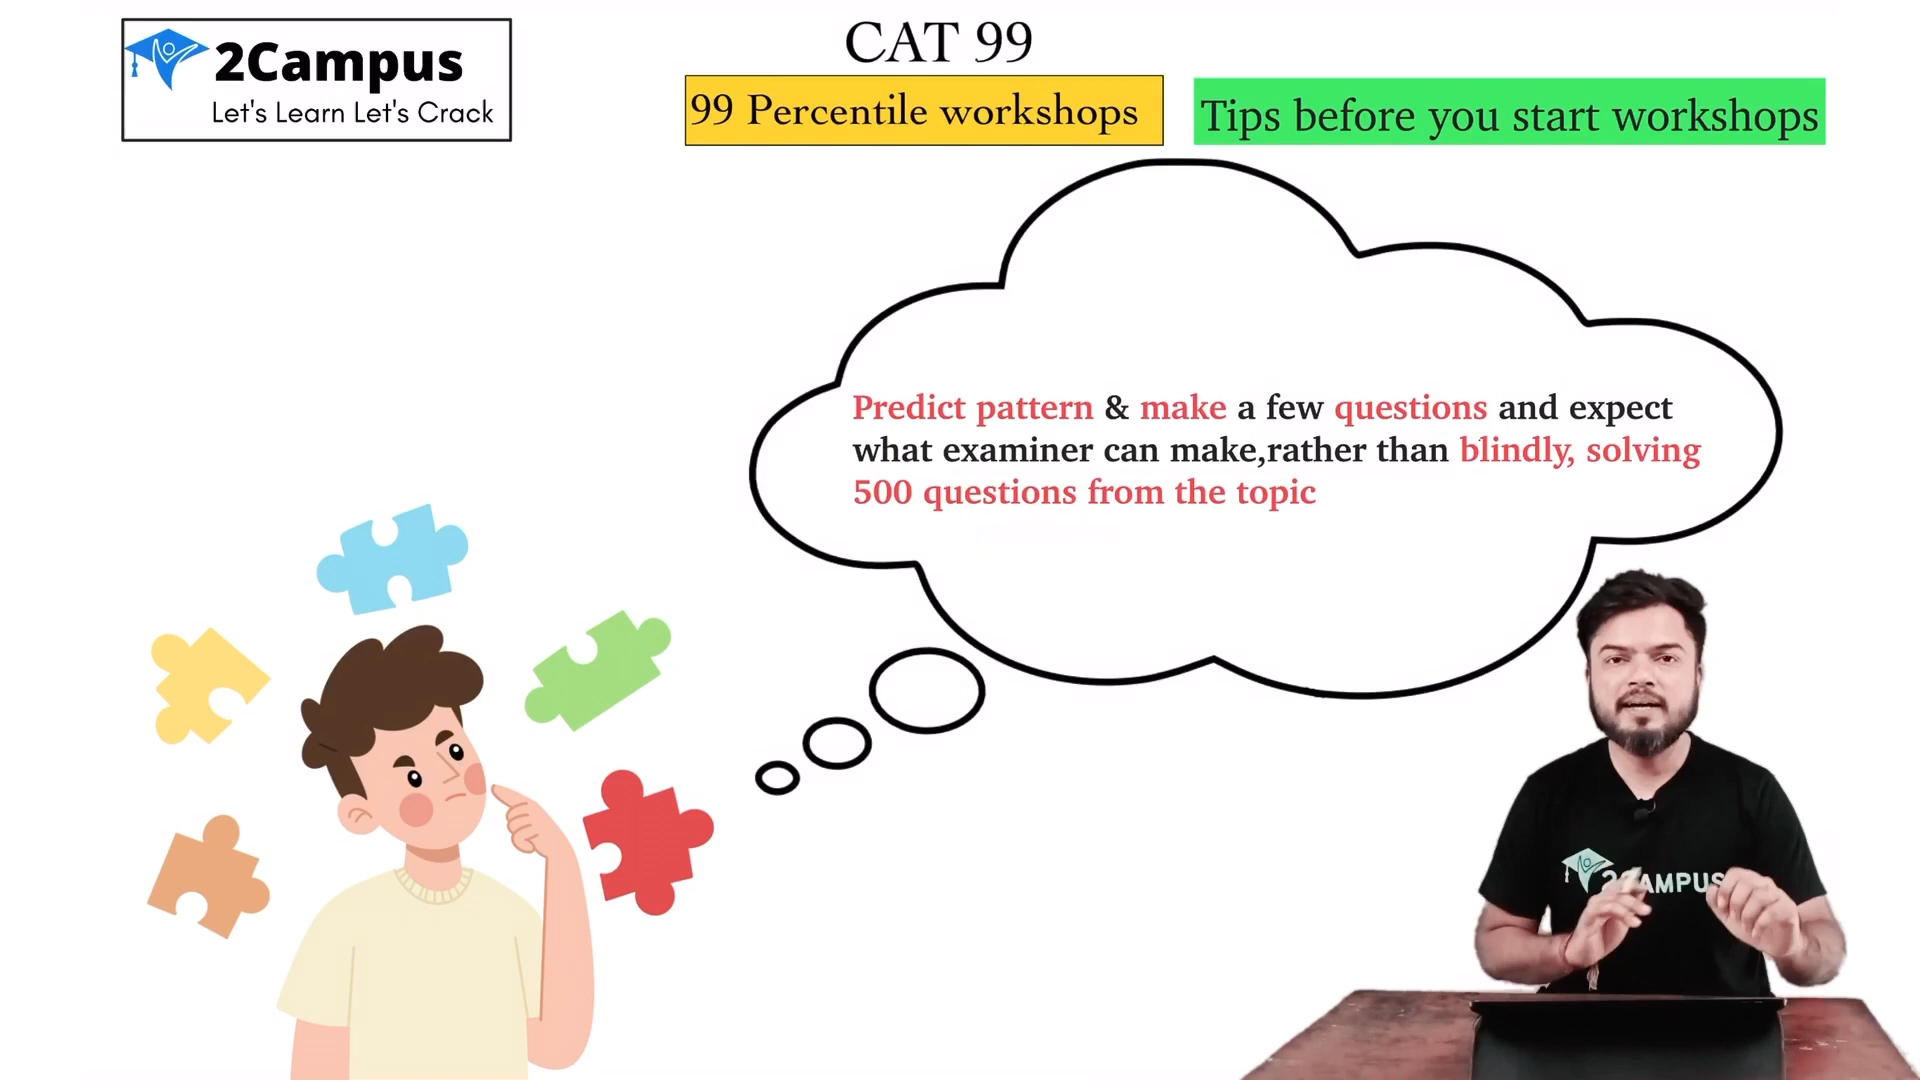 2Campus
Let's Learn Let's Crack
CAT 99
99 Percentile workshops
Tips before you start workshops
Predict pattern & make a few questions and expect
what examiner can make,rather than blindly, solving
500 questions from the topic
2CAMPUS